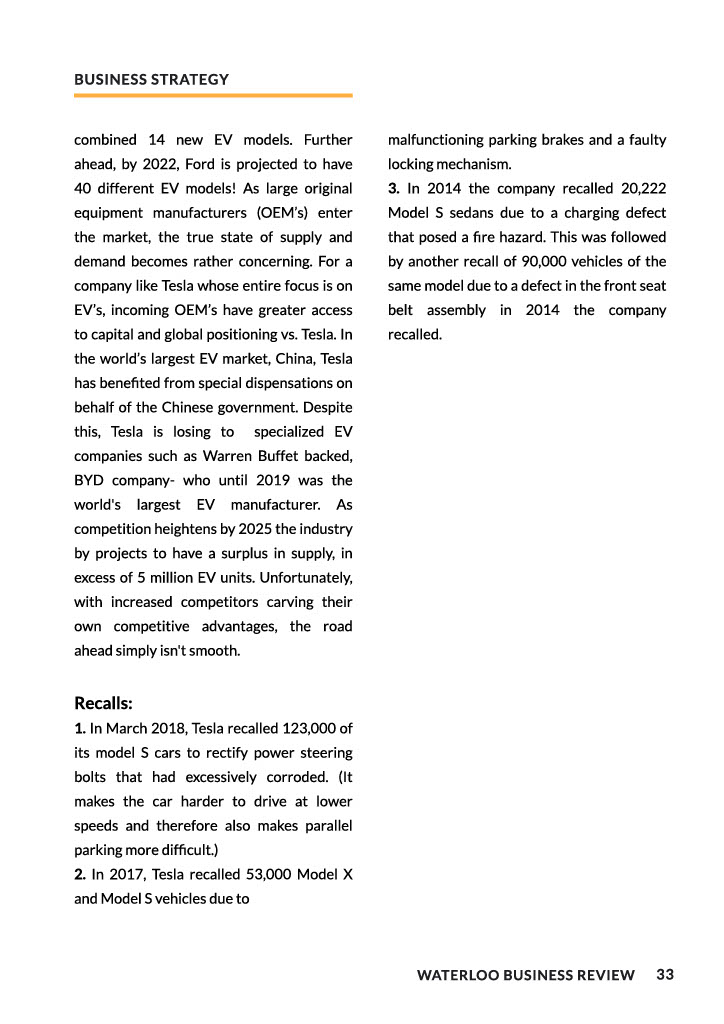 BUSINESS STRATEGY
combined 14 new EV models. Further
ahead, by 2022, Ford is projected to have
40 different EV models! As large original
equipment manufacturers (OEM's) enter
the market, the true state of supply and
demand becomes rather concerning. For a
company like Tesla whose entire focus is on
EV's, incoming OEM's have greater access
to capital and global positioning vs. Tesla. In
the world's largest EV market, China, Tesla
has benefited from special dispensations on
behalf of the Chinese government. Despite
this, Tesla is losing to specialized EV
companies such as Warren Buffet backed,
BYD company- who until 2019 was the
world's largest EV manufacturer. As
competition heightens by 2025 the industry
by projects to have a surplus in supply, in
excess of 5 million EV units. Unfortunately,
with increased competitors carving their
own competitive advantages, the road
ahead simply isn't smooth.
Recalls:
1. In March 2018, Tesla recalled 123,000 of
its model S cars to rectify power steering
bolts that had excessively corroded. (It
makes the car harder to drive at lower
speeds and therefore also makes parallel
parking more difficult.)
2. In 2017, Tesla recalled 53,000 Model X
and Model S vehicles due to
malfunctioning parking brakes and a faulty
locking mechanism.
3. In 2014 the company recalled 20,222
Model S sedans due to a charging defect
that posed a fire hazard. This was followed
by another recall of 90,000 vehicles of the
same model due to a defect in the front seat
belt assembly in 2014 the company
recalled.
WATERLOO BUSINESS REVIEW 33